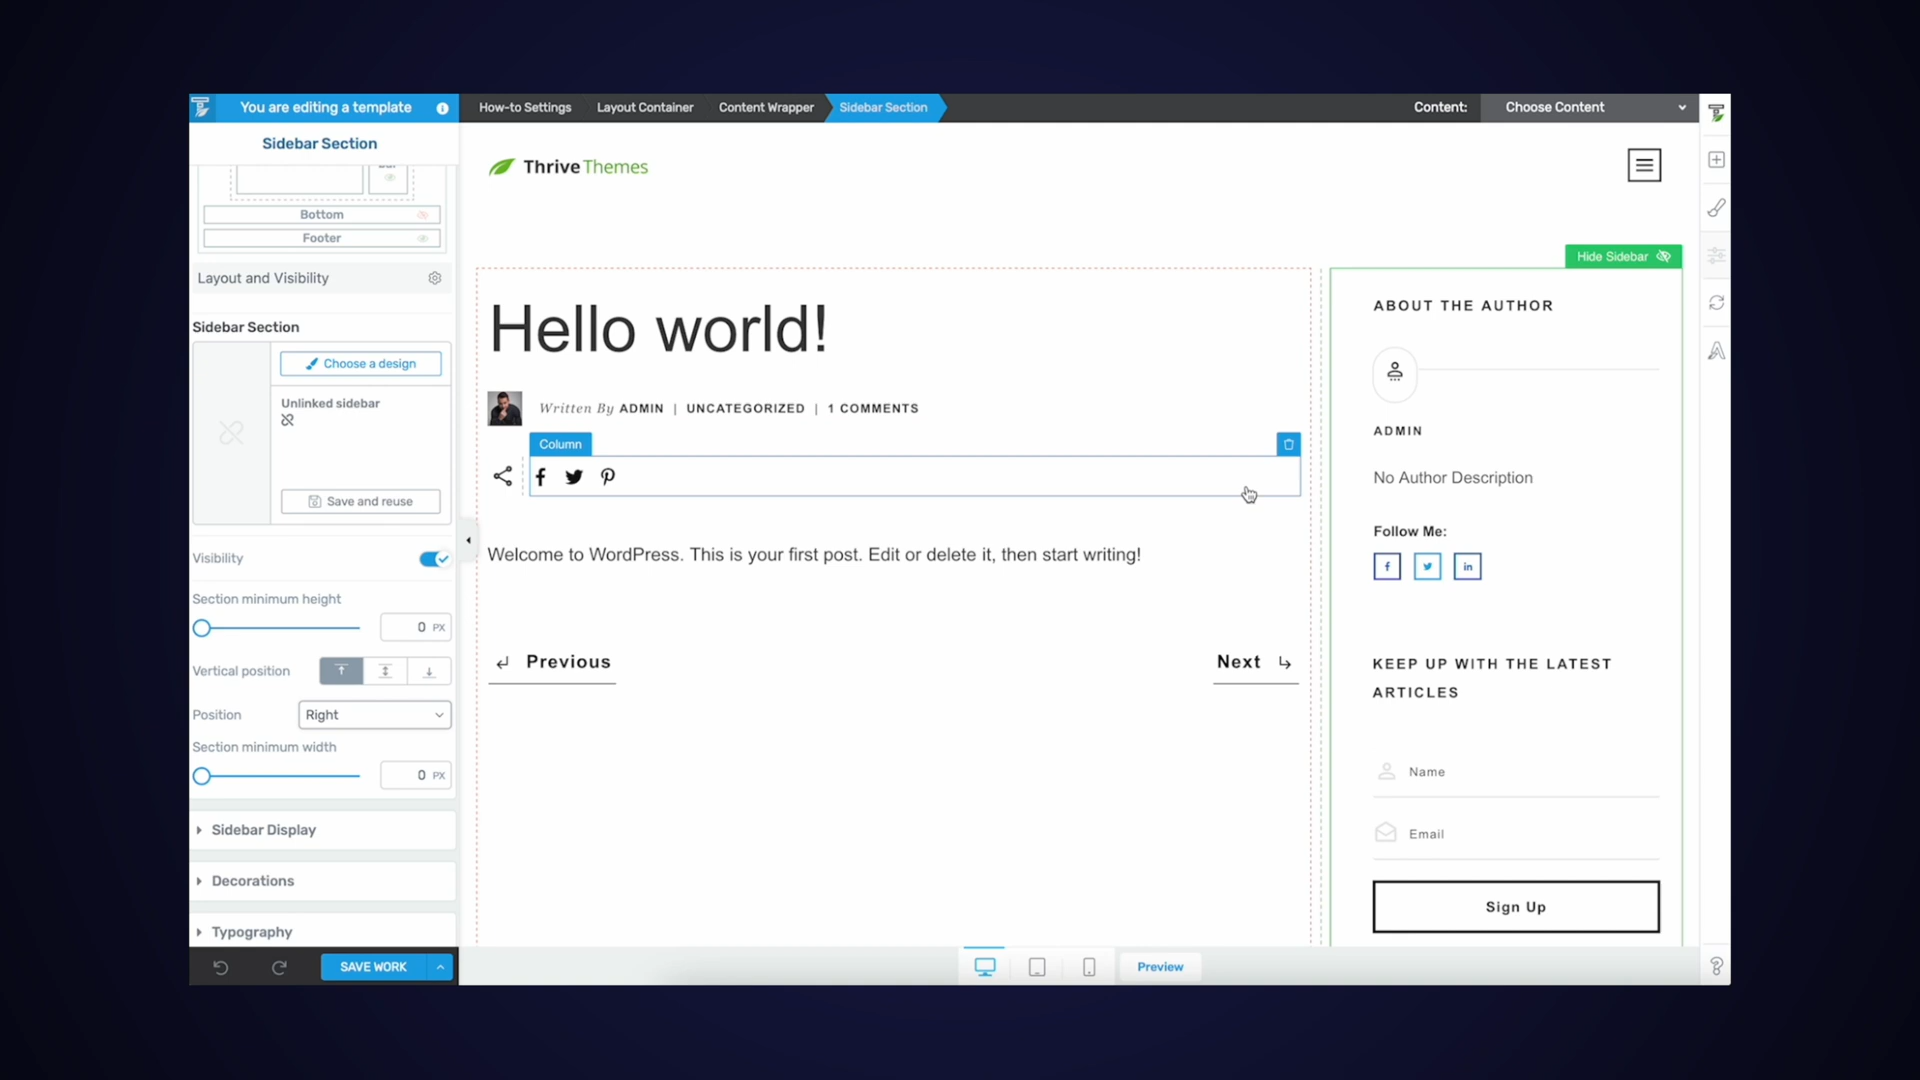 You are editing a template
How-to Settings
Layout Container
Content Wrapper
Sidebar Section
Content:
Choose Content
Sidebar Section
Bottom
Footer
Layout and Visibility
Sidebar Section
Choose a design
Unlinked sidebar
Save and reuse
Visibility
Section minimum height
0 PX
Vertical position
Position
Right
Section minimum width
0 PX
Sidebar Display
Decorations
Typography
SAVE WORK
Thrive Themes
Hello world!
Written By ADMIN | UNCATEGORIZED | 1 COMMENTS
Column
Welcome to WordPress. This is your first post. Edit or delete it, then start writing!
Previous
Next
Hide Sidebar
ABOUT THE AUTHOR
ADMIN
No Author Description
Follow Me:
KEEP UP WITH THE LATEST
ARTICLES
Name
Email
Sign Up
Preview